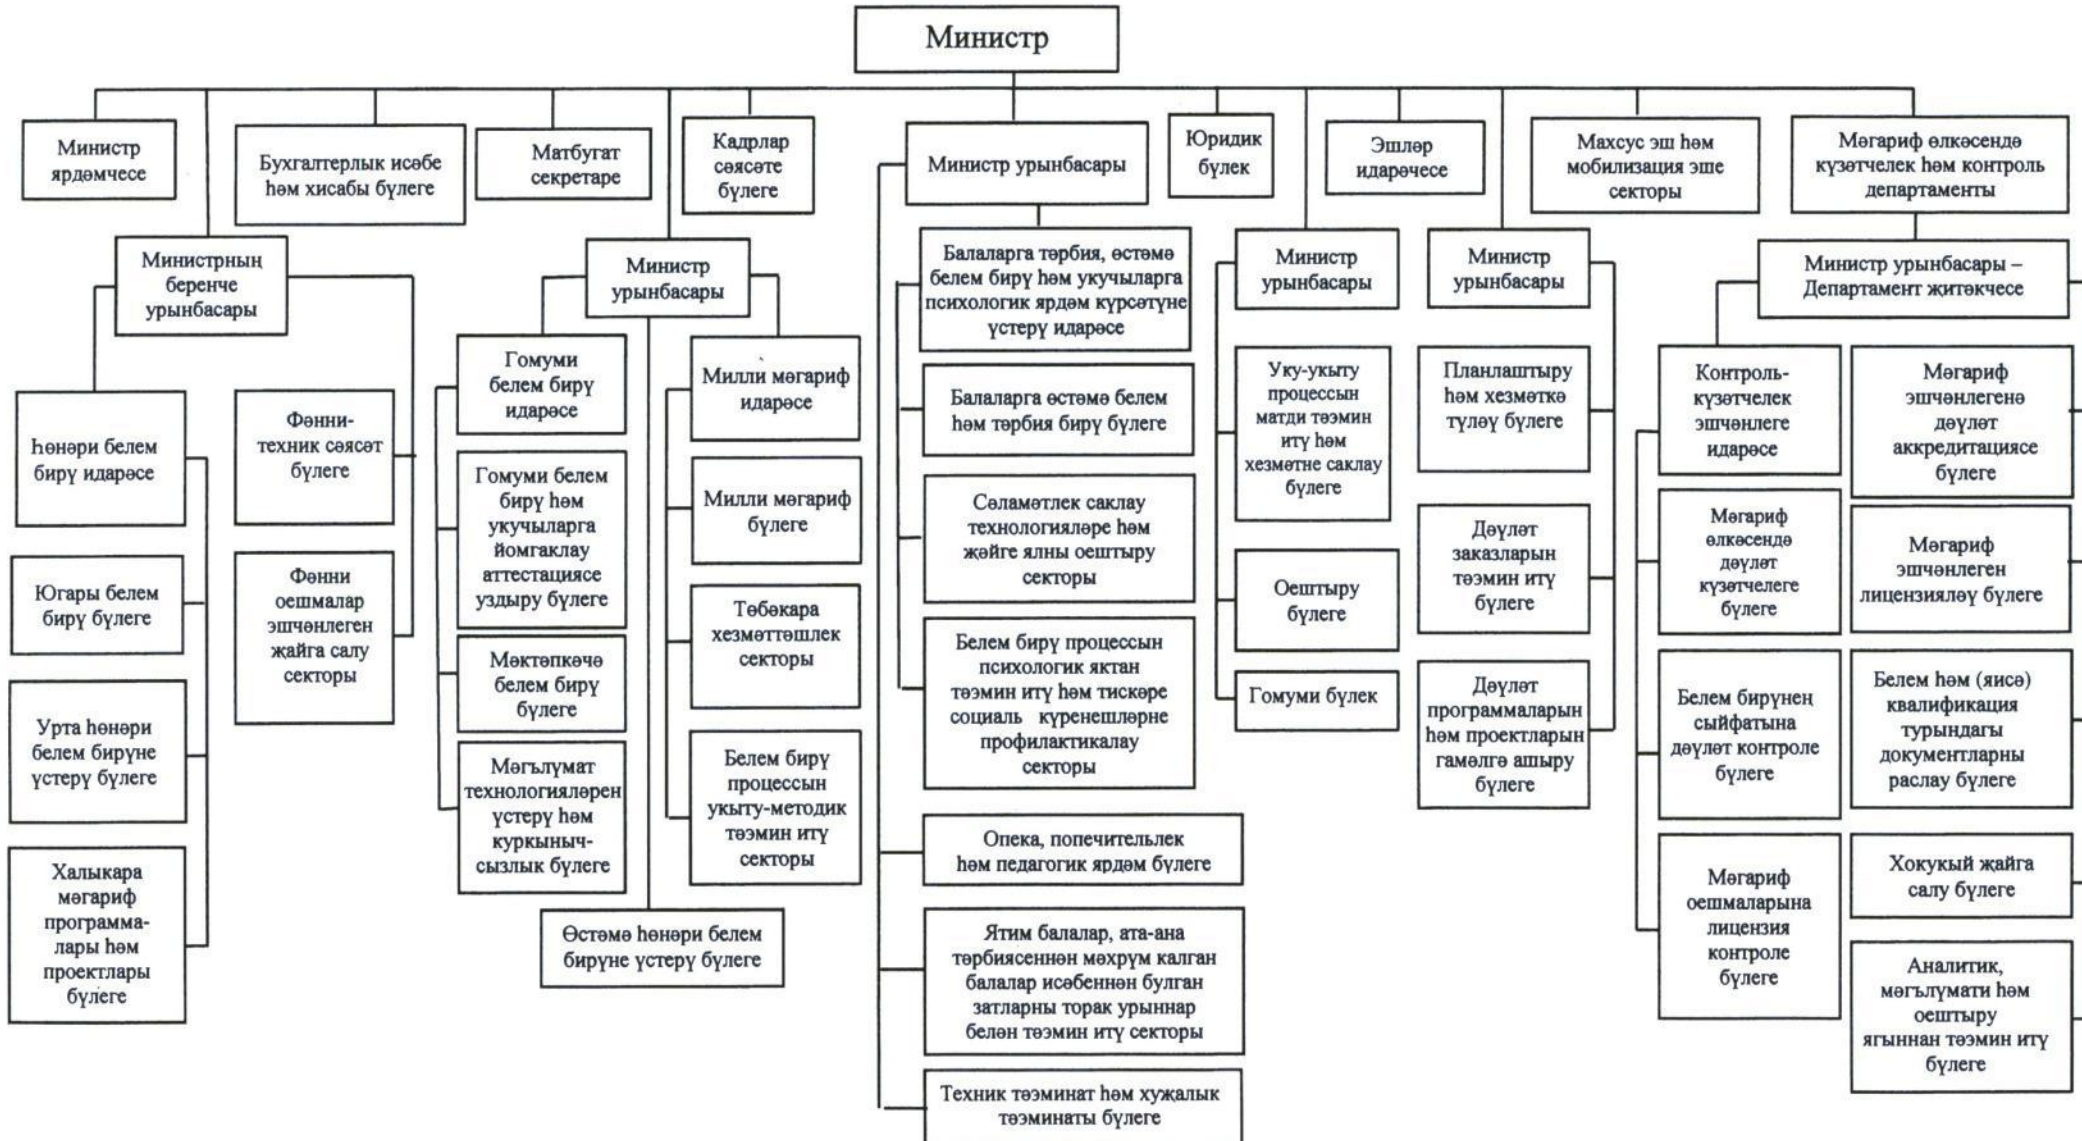 Министр
Министр
ярдәмчесе
Бухгалтерлык исәбе
һәм хисабы бүлеге
Матбугат
секретаре
Кадрлар
сәясәте
бүлеге
Министр урынбасары
Юридик
бүлек
Эшләр
идарәчесе
Махсус эш һәм
мобилизация эше
секторы
Мәгариф өлкәсендә
күзәтчелек һәм контроль
департаменты
Министрның
беренче
урынбасары
Һөнәри белем
бирү идарәсе
Югары белем
бирү бүлеге
Урта һөнәри
белем бирүне
үстерү бүлеге
Халыкара
мәгариф
программа-
лары һәм
проектлары
бүлеге
Фәнни-
техник сәясәт
бүлеге
Фәнни
оешмалар
эшчәнлеген
җайга салу
секторы
Министр
урынбасары
Гомуми
белем бирү
идарәсе
Гомуми белем
бирү һәм
укучыларга
йомгаклау
аттестациясе
уздыру бүлеге
Мәктәпкәчә
белем бирү
бүлеге
Мәгълүмат
технологияләрен
үстерү һәм
куркыныч-
сызлык бүлеге
Милли мәгариф
идарәсе
Милли мәгариф
бүлеге
Төбәкара
хезмәттәшлек
секторы
Белем бирү
процессын
укыту-методик
тәэмин итү
секторы
Өстәмә һөнәри белем
бирүне үстерү бүлеге
Балаларга тәрбия, өстәмә
белем бирү һәм укучыларга
психологик ярдәм күрсәтүне
үстерү идарәсе
Балаларга өстәмә белем
һәм тәрбия бирү бүлеге
Сәламәтлек саклау
технологияләре һәм
җәйге ялны оештыру
секторы
Белем бирү процессын
психологик яктан
тәэмин итү һәм тискәре
социаль күренешләрне
профилактикалау
секторы
Опека, попечительлек
һәм педагогик ярдәм бүлеге
Ятим балалар, ата-ана
тәрбиясеннән мәхрүм калган
балалар исәбеннән булган
затларны торак урыннар
белән тәэмин итү секторы
Техник тәэминат һәм хуҗалык
тәэминаты бүлеге
Министр
урынбасары
Уку-укыту
процессын
матди тәэмин
итү һәм
хезмәтне саклау
бүлеге
Оештыру
бүлеге
Гомуми бүлек
Министр
урынбасары
Планлаштыру
һәм хезмәткә
түләү бүлеге
Дәүләт
заказларын
тәэмин итү
бүлеге
Дәүләт
программаларын
һәм проектларын
гамәлгә ашыру
бүлеге
Министр урынбасары –
Департамент җитәкчесе
Контроль-
күзәтчелек
эшчәнлеге
идарәсе
Мәгариф
өлкәсендә
дәүләт
күзәтчелеге
бүлеге
Белем бирүнең
сыйфатына
дәүләт контроле
бүлеге
Мәгариф
оешмаларына
лицензия
контроле
бүлеге
Мәгариф
эшчәнлегенә
дәүләт
аккредитациясе
бүлеге
Мәгариф
эшчәнлеген
лицензияләү бүлеге
Белем һәм (яисә)
квалификация
турындагы
документларны
раслау бүлеге
Хокукый җайга
салу бүлеге
Аналитик,
мәгълүмати һәм
оештыру
ягыннан тәэмин итү
бүлеге